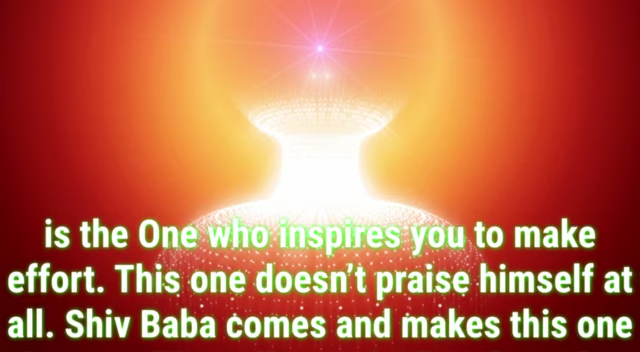 is the One who inspires you to make
effort. This one doesn’t praise himself at
all. Shiv Baba comes and makes this one